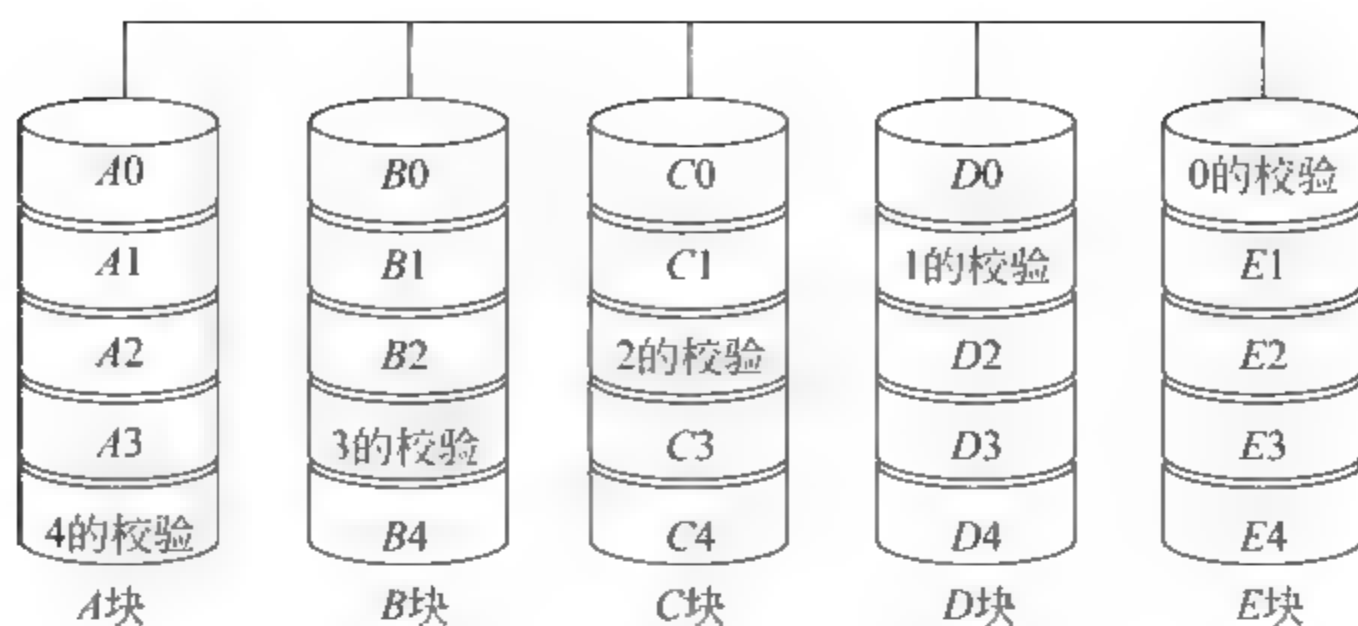 A0 B0 C0 D0 0的校验
A1 B1 C1 1的校验 E1
A2 B2 2的校验 D2 E2
A3 3的校验 C3 D3 E3
4的校验 B4 C4 D4 E4
A块 B块 C块 D块 E块